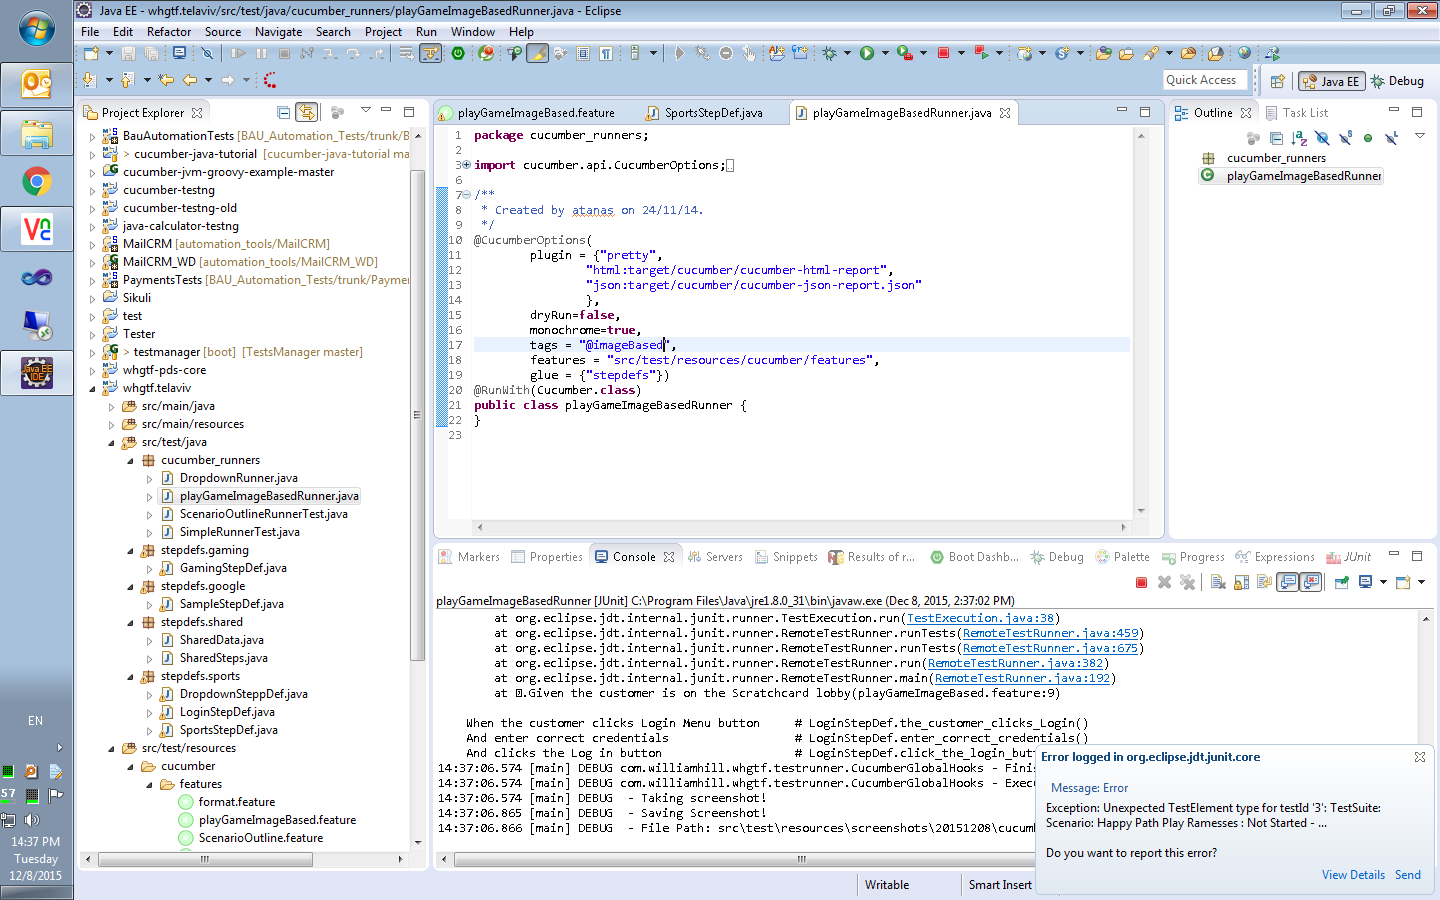 Java EE - whgtf.telaviv/src/test/java/cucumber_runners/playGameImageBasedRunner.java - Eclipse
File Edit Refactor Source Navigate Search Project Run Window Help
Quick Access
Java EE
Debug
Project Explorer
BauAutomationTests [BAU_Automation_Tests/trunk/B
> cucumber-java-tutorial [cucumber-java-tutorial ma
cucumber-jvm-groovy-example-master
cucumber-testng
cucumber-testng-old
java-calculator-testng
MailCRM [automation_tools/MailCRM]
MailCRM_WD [automation_tools/MailCRM_WD]
PaymentsTests [BAU_Automation_Tests/trunk/Payme
Sikuli
test
Tester
> testmanager [boot] [TestsManager master]
whgtf-pds-core
whgtf.telaviv
src/main/java
src/main/resources
src/test/java
cucumber_runners
DropdownRunner.java
playGameImageBasedRunner.java
ScenarioOutlineRunnerTest.java
SimpleRunnerTest.java
stepdefs.gaming
GamingStepDef.java
stepdefs.google
SampleStepDef.java
stepdefs.shared
SharedData.java
SharedSteps.java
stepdefs.sports
DropdownSteppDef.java
LoginStepDef.java
SportsStepDef.java
src/test/resources
cucumber
features
format.feature
playGameImageBased.feature
ScenarioOutline.feature
playGameImageBased.feature SportsStepDef.java playGameImageBasedRunner.java
1 package cucumber_runners;
2
3 import cucumber.api.CucumberOptions;
6
7 /**
8 * Created by atanas on 24/11/14.
9 */
10 @CucumberOptions(
11 plugin = {"pretty",
12 "html:target/cucumber/cucumber-html-report",
13 "json:target/cucumber/cucumber-json-report.json"
14 },
15 dryRun=false,
16 monochrome=true,
17 tags = "@imageBased",
18 features = "src/test/resources/cucumber/features",
19 glue = {"stepdefs"})
20 @RunWith(Cucumber.class)
21 public class playGameImageBasedRunner {
22 }
23
Outline Task List
cucumber_runners
playGameImageBasedRunner
Markers Properties Console Servers Snippets Results of r... Boot Dashb... Debug Palette Progress Expressions JUnit
playGameImageBasedRunner [JUnit] C:\Program Files\Java\jre1.8.0_31\bin\javaw.exe (Dec 8, 2015, 2:37:02 PM)
at org.eclipse.jdt.internal.junit.runner.TestExecution.run(TestExecution.java:38)
at org.eclipse.jdt.internal.junit.runner.RemoteTestRunner.runTests(RemoteTestRunner.java:459)
at org.eclipse.jdt.internal.junit.runner.RemoteTestRunner.runTests(RemoteTestRunner.java:675)
at org.eclipse.jdt.internal.junit.runner.RemoteTestRunner.run(RemoteTestRunner.java:382)
at org.eclipse.jdt.internal.junit.runner.RemoteTestRunner.main(RemoteTestRunner.java:192)
at .Given the customer is on the Scratchcard lobby(playGameImageBased.feature:9)
When the customer clicks Login Menu button # LoginStepDef.the_customer_clicks_Login()
And enter correct credentials # LoginStepDef.enter_correct_credentials()
And clicks the Log in button # LoginStepDef.click_the_login_but
14:37:06.574 [main] DEBUG com.williamhill.whgtf.testrunner.CucumberGlobalHooks - Finis
14:37:06.574 [main] DEBUG com.williamhill.whgtf.testrunner.CucumberGlobalHooks - Execu
14:37:06.574 [main] DEBUG - Taking screenshot!
14:37:06.865 [main] DEBUG - Saving Screenshot!
14:37:06.866 [main] DEBUG - File Path: src\test\resources\screenshots\20151208\cucumb
Error logged in org.eclipse.jdt.junit.core
Message: Error
Exception: Unexpected TestElement type for testId '3': TestSuite:
Scenario: Happy Path Play Ramesses : Not Started - ...
Do you want to report this error?
View Details Send
Writable Smart Insert
Java EE
IDE
EN
57
14:37 PM
Tuesday
12/8/2015